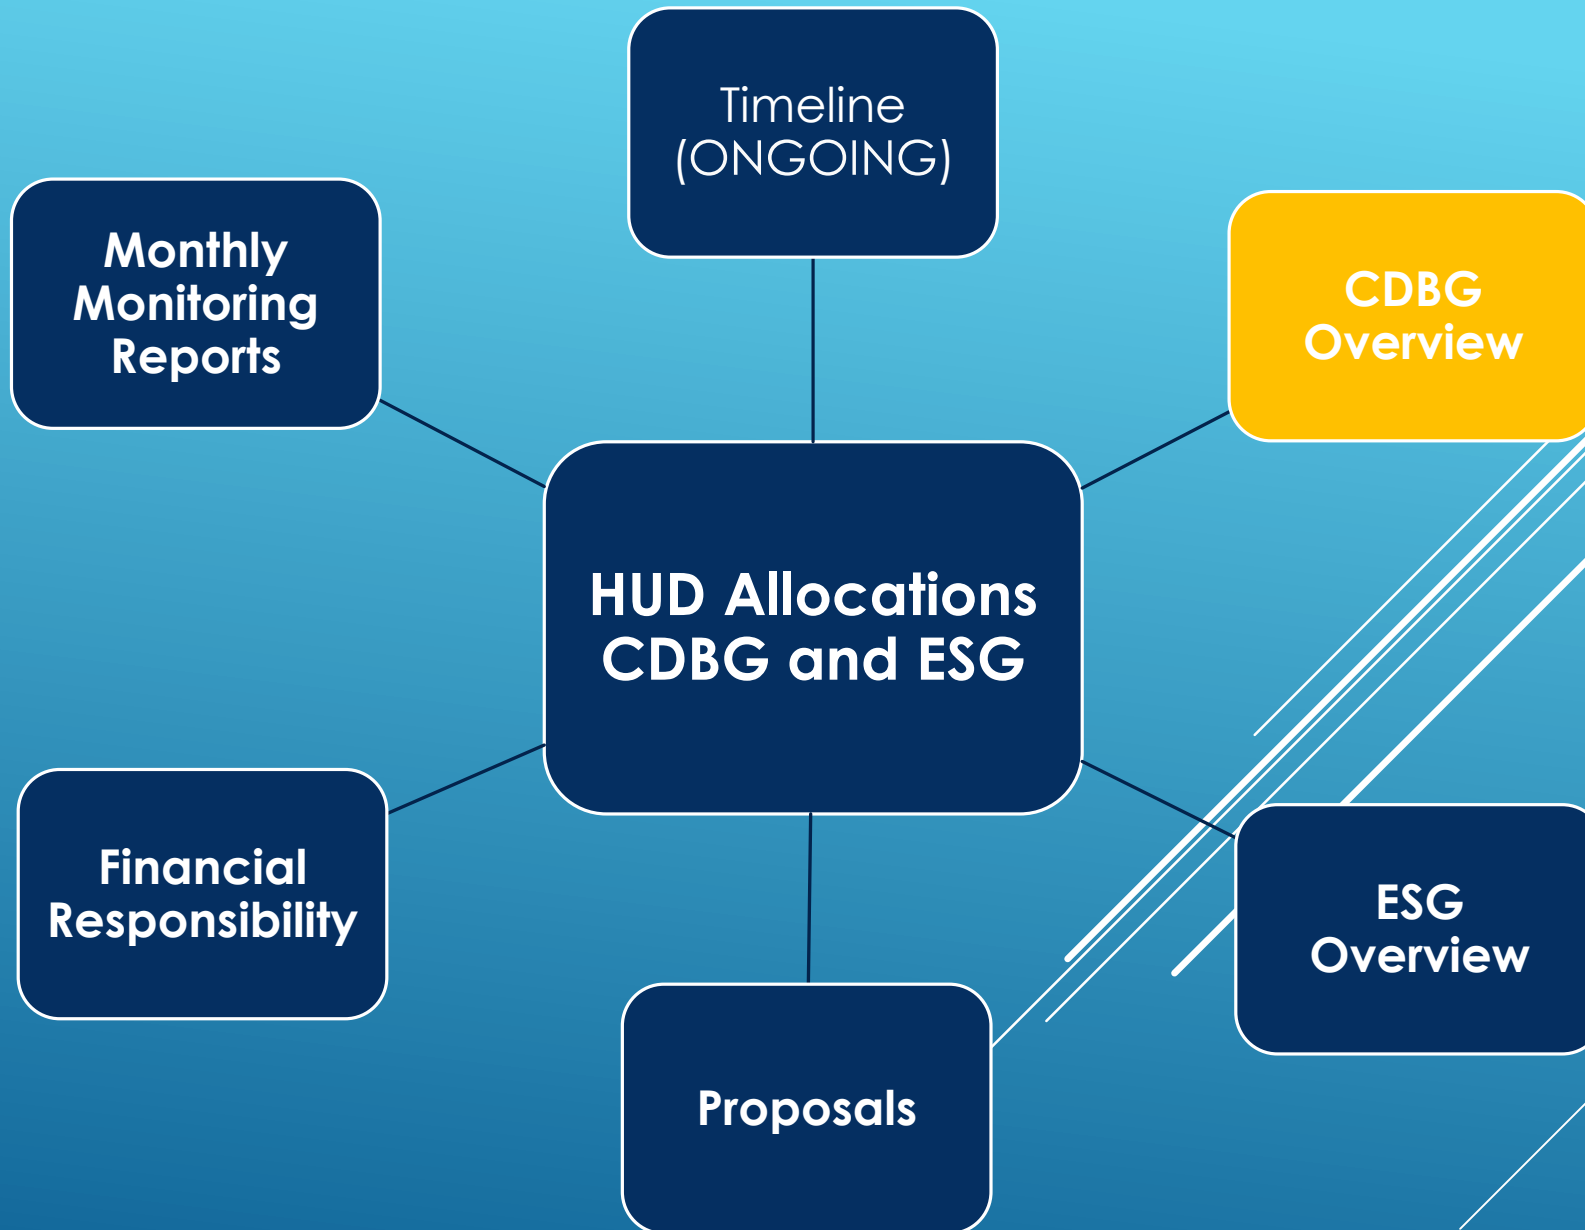 Timeline
(ONGOING)
Monthly
Monitoring
Reports
CDBG
Overview
HUD Allocations
CDBG and ESG
Financial
Responsibility
ESG
Overview
Proposals